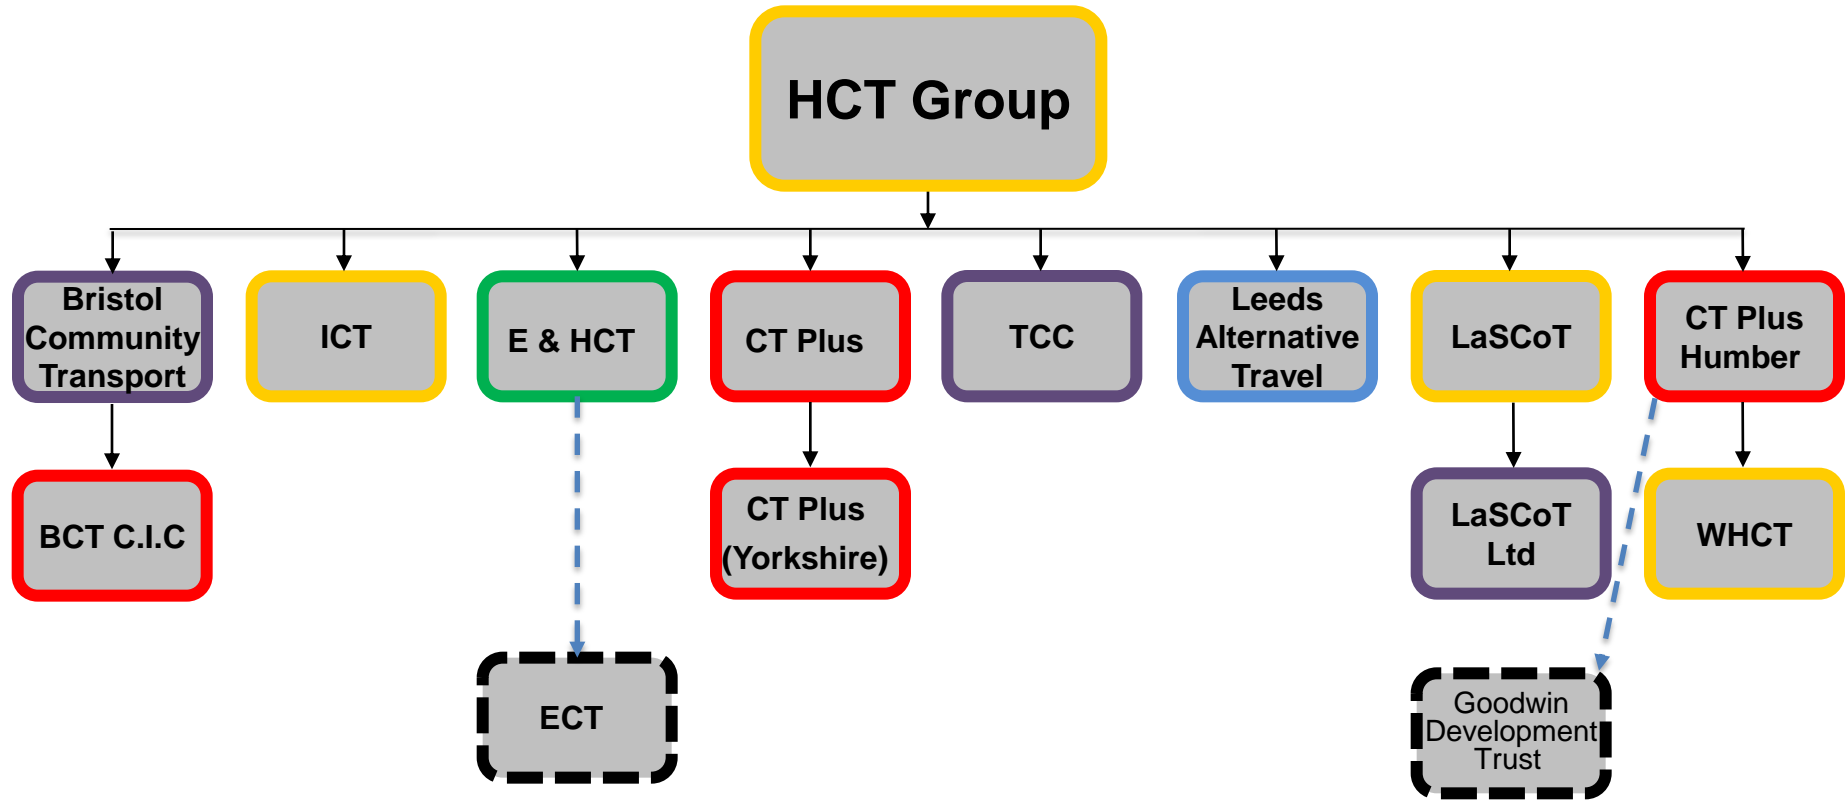 HCT Group
Bristol
Community
Transport
ICT
E & HCT
CT Plus
TCC
Leeds
Alternative
Travel
LaSCoT
CT Plus
Humber
BCT C.I.C
CT Plus
(Yorkshire)
LaSCoT
Ltd
WHCT
ECT
Goodwin
Development
Trust